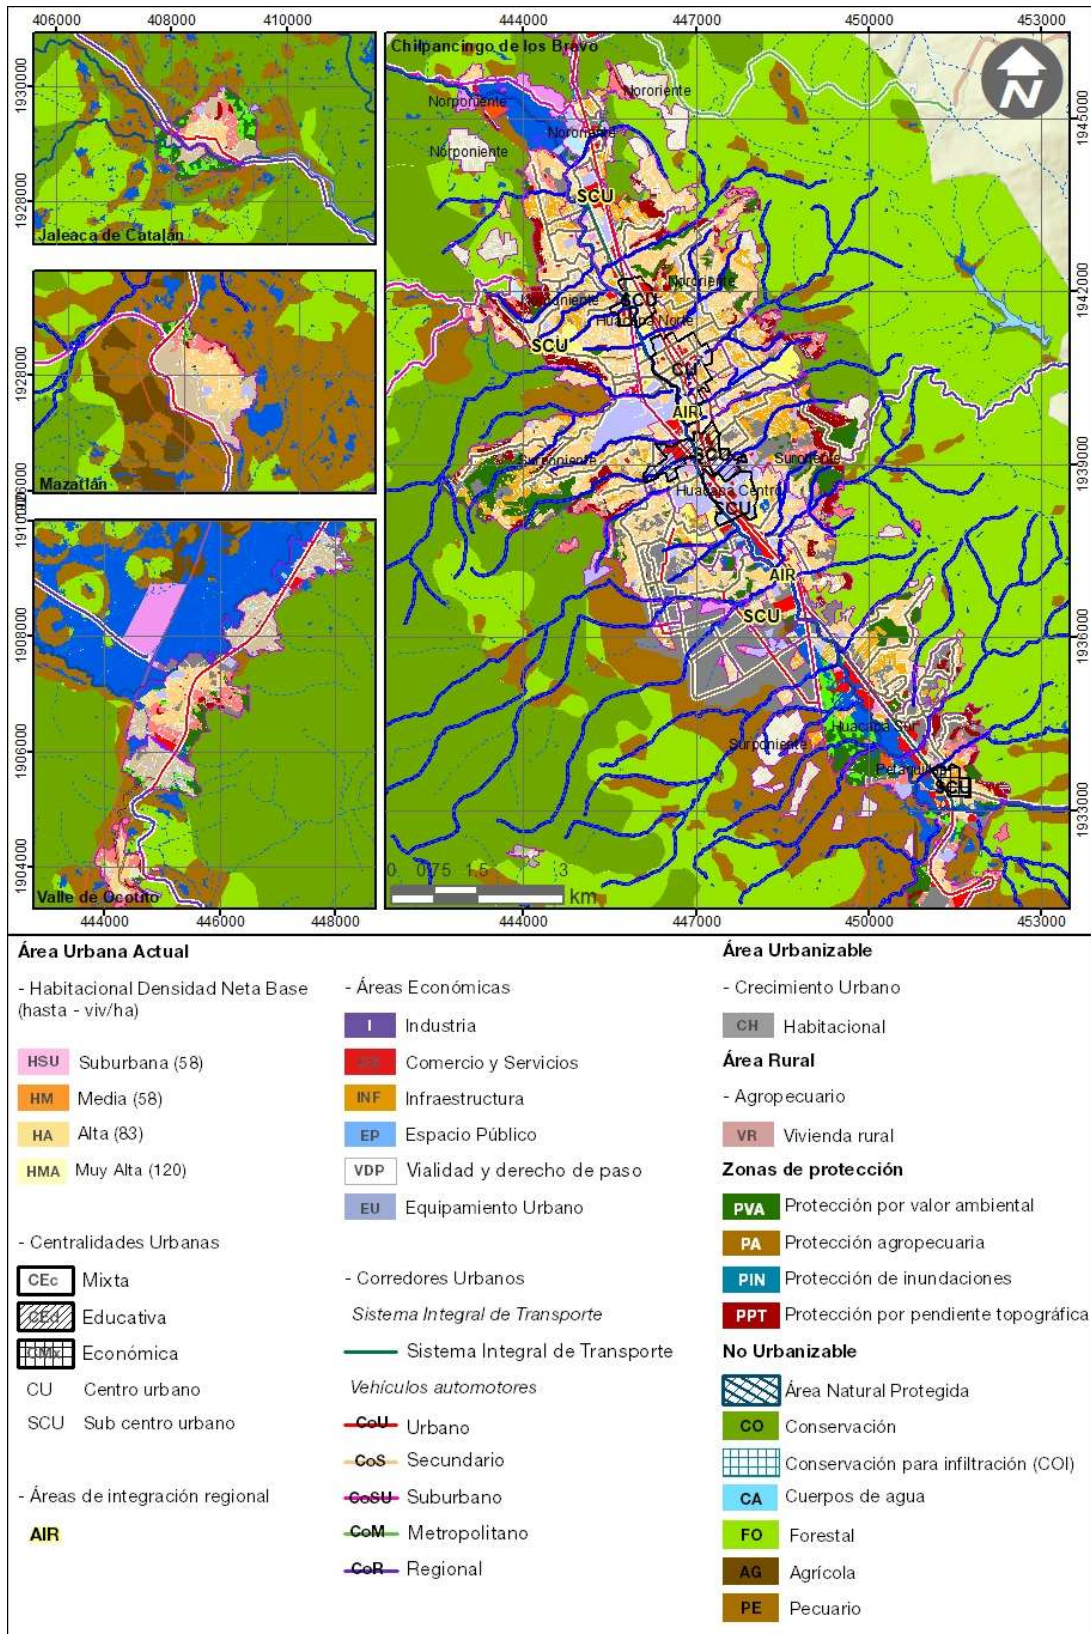 406000 408000 410000
444000 447000 450000 453000
1930000
1928000
Jaleaca de Catalán
1928000
Mazatlán
1910000
1908000
1906000
1904000
Valle de Ocotito
444000 446000 448000
Chilpancingo de los Bravo
N
Norponiente
Nororiente
Nororiente
Norponiente
SCU
Nororiente
SCU
Huacapa Norte
SCU
CU
AIR
Surponiente
SCU
Suroriente
Huacapa Centro
SCU
AIR
SCU
Huacapa Sur
Surponiente
SCU
1945000
1942000
1939000
1936000
1933000
0 0.75 1.5 3
km
444000 447000 450000 453000
Área Urbana Actual
- Habitacional Densidad Neta Base
(hasta - viv/ha)
HSU Suburbana (58)
HM Media (58)
HA Alta (83)
HMA Muy Alta (120)
- Centralidades Urbanas
CEc Mixta
CEd Educativa
CMx Económica
CU Centro urbano
SCU Sub centro urbano
- Áreas de integración regional
AIR
- Áreas Económicas
I Industria
Comercio y Servicios
INF Infraestructura
EP Espacio Público
VDP Vialidad y derecho de paso
EU Equipamiento Urbano
- Corredores Urbanos
Sistema Integral de Transporte
Sistema Integral de Transporte
Vehículos automotores
CoU Urbano
CoS Secundario
CoSU Suburbano
CoM Metropolitano
CoR Regional
Área Urbanizable
- Crecimiento Urbano
CH Habitacional
Área Rural
- Agropecuario
VR Vivienda rural
Zonas de protección
PVA Protección por valor ambiental
PA Protección agropecuaria
PIN Protección de inundaciones
PPT Protección por pendiente topográfica
No Urbanizable
Área Natural Protegida
CO Conservación
Conservación para infiltración (COI)
CA Cuerpos de agua
FO Forestal
AG Agrícola
PE Pecuario